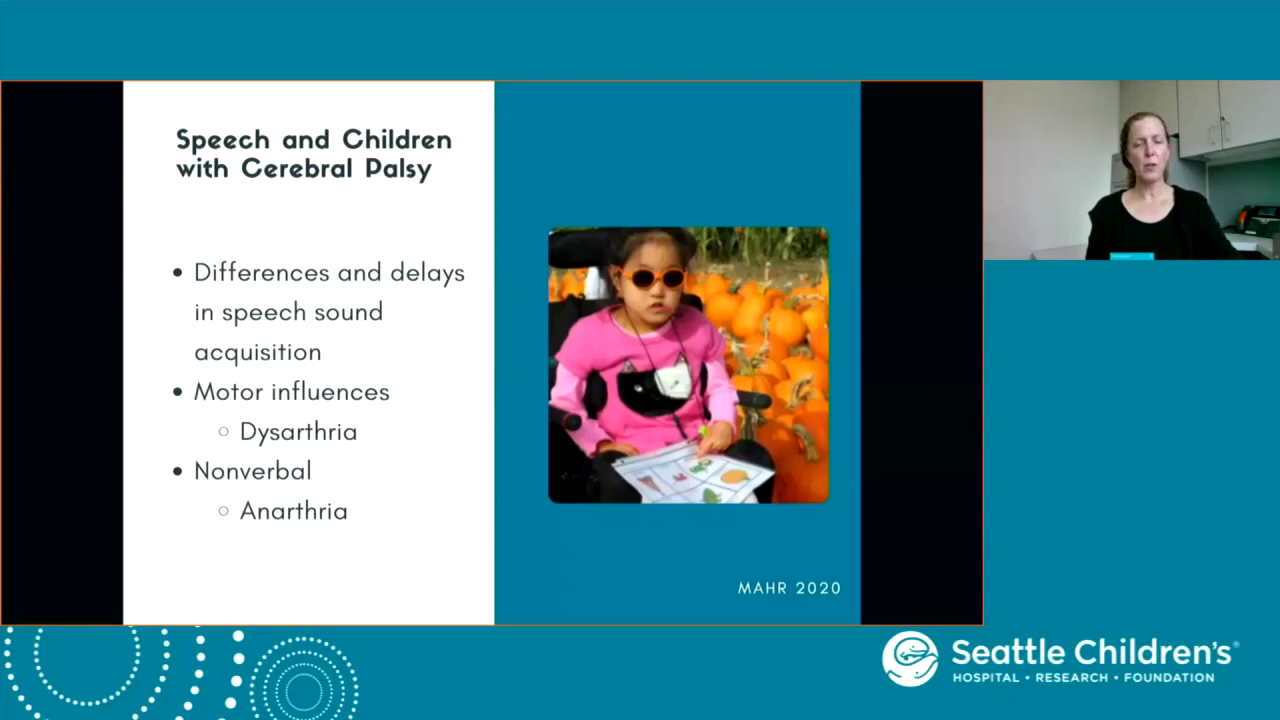 Speech and Children
with Cerebral Palsy
• Differences and delays
in speech sound
acquisition
• Motor influences
○ Dysarthria
• Nonverbal
○ Anarthria
MAHR 2020
Seattle Children's®
HOSPITAL • RESEARCH • FOUNDATION